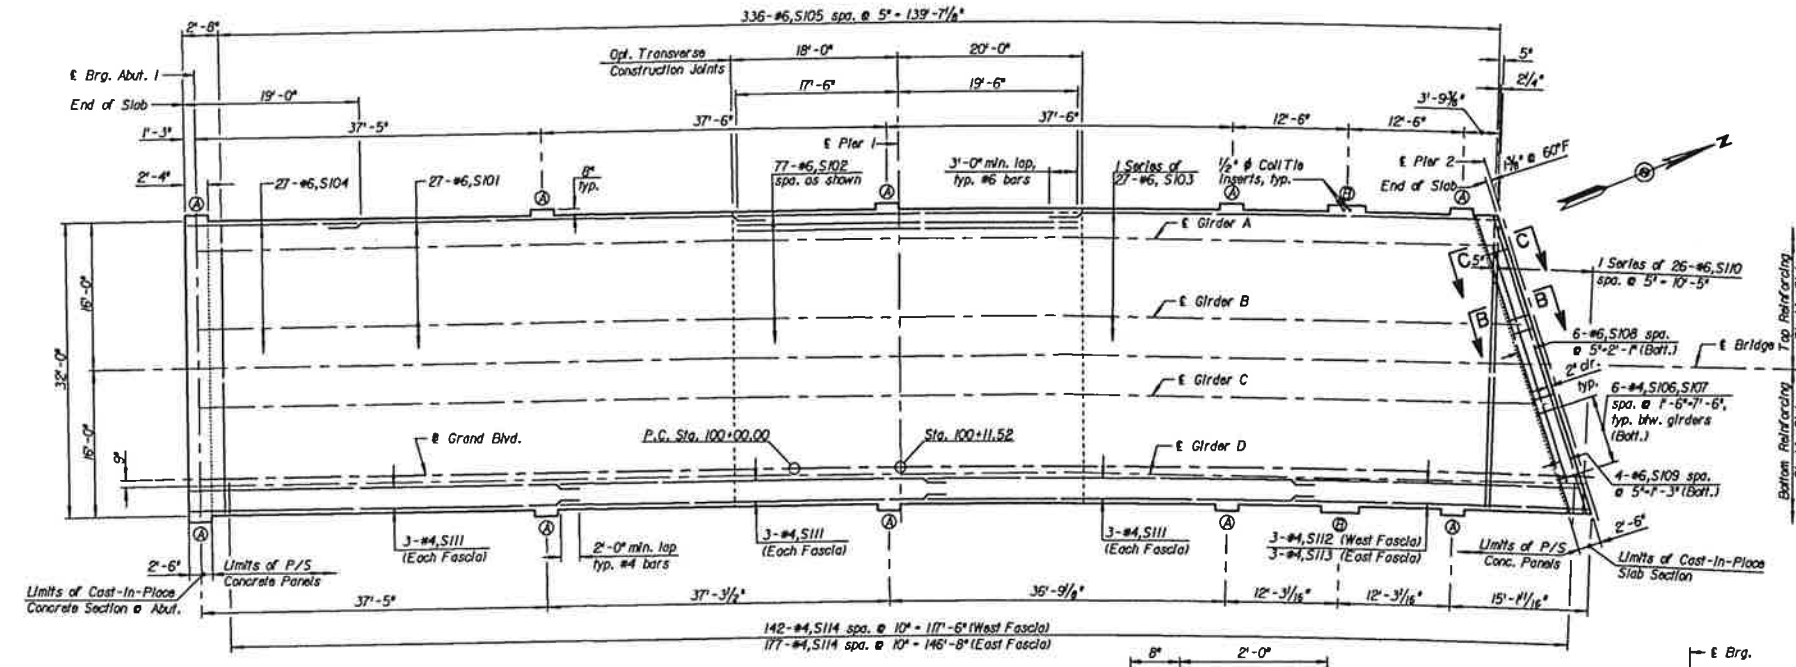 336-#6,S105 spa. @ 5" = 139'-7 1/8"
2'-8"
Opt. Transverse
Construction Joints
18'-0"
20'-0"
5"
℄ Brg. Abut. 1
17'-6"
19'-6"
2 1/4"
End of Slab
19'-0"
3'-9 3/8"
1'-3"
37'-5"
37'-6"
37'-6"
12'-6"
12'-6"
℄ Pier 1
℄ Pier 2
@ 60°F
N
2'-4"
27-#6,S104
27-#6,S101
8"
typ.
77-#6,S102
spa. as shown
3'-0" min. lap,
typ. #6 bars
1 Series of
27-#6, S103
1/2" ϕ Coil Tie
Inserts, typ.
End of Slab
A
A
A
A
B
A
℄ Girder A
C
C
5"
1 Series of 26-#6,S110
spa. @ 5" = 10'-5"
16'-0"
32'-0"
℄ Girder B
B
B
6-#6,S108 spa.
@ 5"=2'-1" (Bott.)
Top Reinforcing
℄ Bridge
2" clr.
typ.
℄ Girder C
6-#4,S106,S107
spa. @ 1'-6"=7'-6",
typ. btw. girders
(Bott.)
16'-0"
9"
Grand Blvd.
P.C. Sta. 100+00.00
Sta. 100+11.52
℄ Girder D
4-#6,S109 spa.
@ 5"=1'-3" (Bott.)
Bottom Reinforcing
A
A
A
A
B
A
2'-6"
3-#4,S111
(Each Fascia)
2'-0" min. lap
typ. #4 bars
3-#4,S111
(Each Fascia)
3-#4,S111
(Each Fascia)
3-#4,S112 (West Fascia)
3-#4,S113 (East Fascia)
Limits of P/S
Conc. Panels
Limits of Cast-In-Place
Slab Section
2'-6"
Limits of P/S
Concrete Panels
Limits of Cast-In-Place
Concrete Section @ Abut.
37'-5"
37'-3 1/2"
36'-9 1/8"
12'-3 1/16"
12'-3 1/16"
142-#4,S114 spa. @ 10" = 117'-6" (West Fascia)
177-#4,S114 spa. @ 10" = 146'-8" (East Fascia)
8"
2'-0"
℄ Brg.